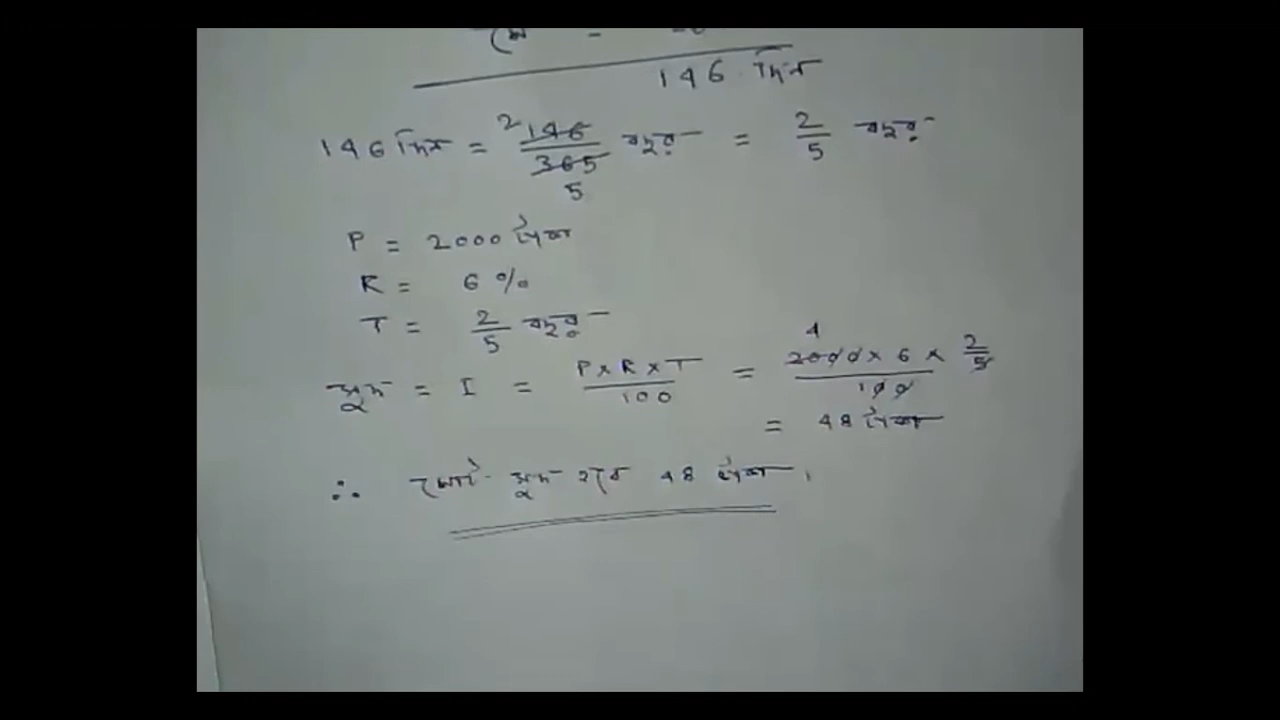 মে -
146 দিন
146 দিন = 146/365 বছর = 2/5 বছর
2
5
P = 2000 টাকা
R = 6 %
T = 2/5 বছর
সুদ = I = P x R x T / 100 = 2000 x 6 x 2/5 / 100
4
= 48 টাকা
∴ মোট সুদ হবে 48 টাকা।